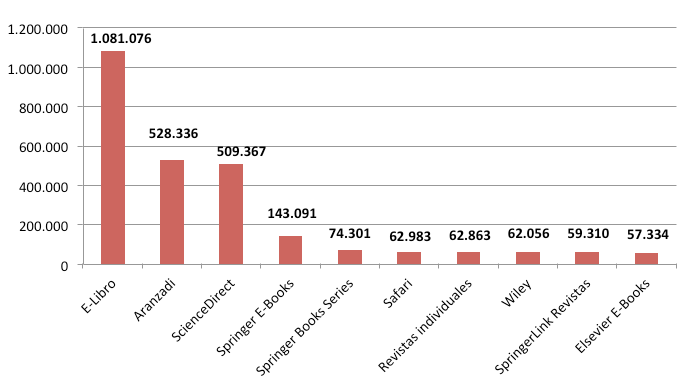 1.200.000
1.000.000
800.000
600.000
400.000
200.000
0
1.081.076
528.336
509.367
143.091
74.301
62.983
62.863
62.056
59.310
57.334
E-Libro
Aranzadi
ScienceDirect
Springer E-Books
Springer Books Series
Safari
Revistas individuales
Wiley
SpringerLink Revistas
Elsevier E-Books